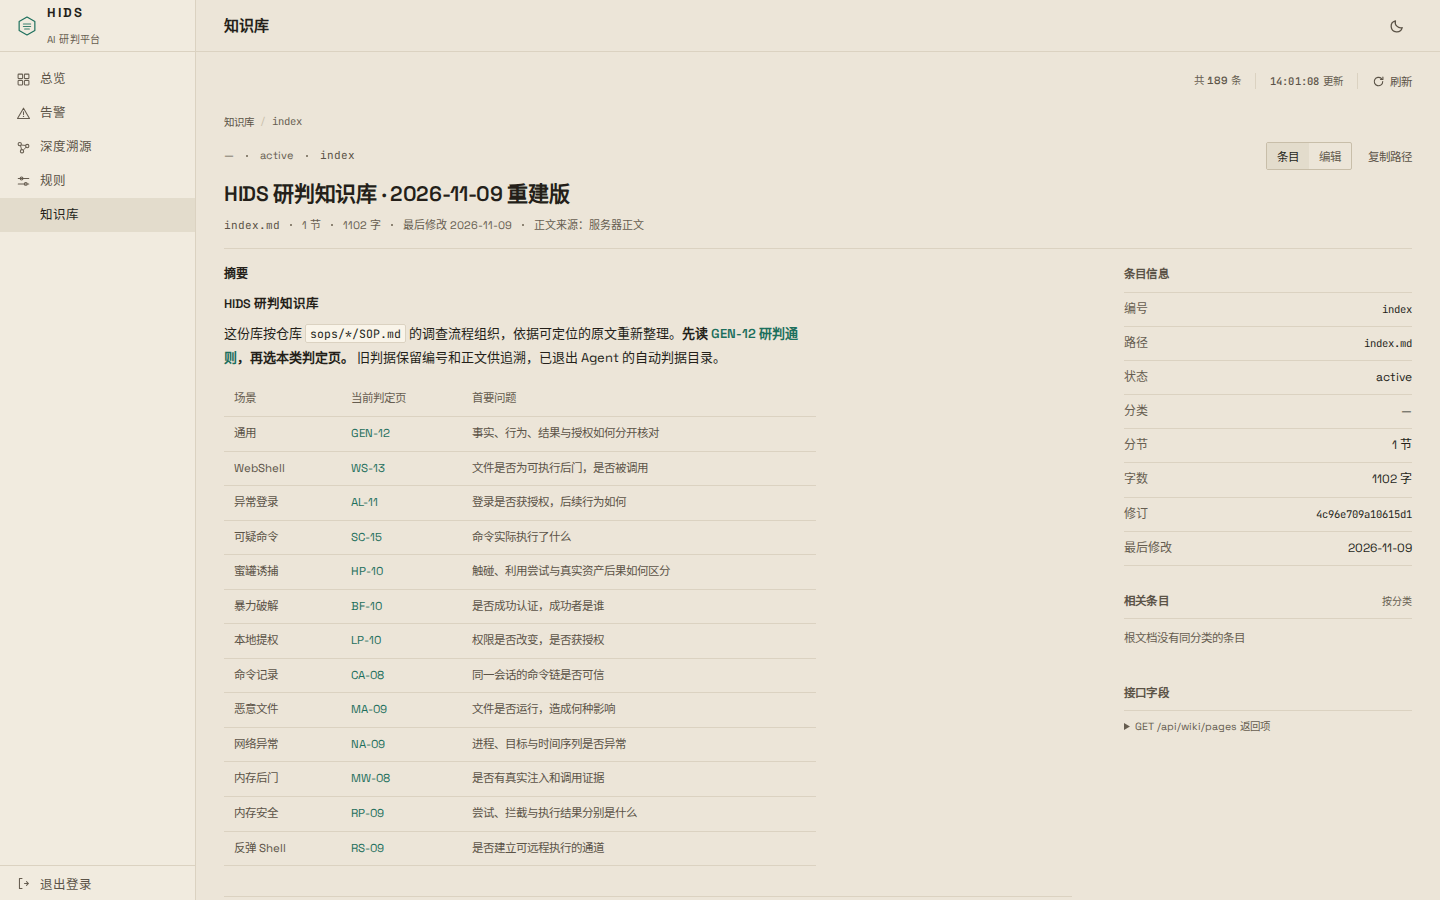 HIDS
AI 研判平台
总览
告警
深度溯源
规则
知识库
退出登录
知识库
共 189 条
14:01:08 更新
刷新
知识库 / index
— · active · index
条目
编辑
复制路径
HIDS 研判知识库 · 2026-11-09 重建版
index.md · 1 节 · 1102 字 · 最后修改 2026-11-09 · 正文来源：服务器正文
摘要
HIDS 研判知识库
这份库按仓库 sops/*/SOP.md 的调查流程组织，依据可定位的原文重新整理。先读 GEN-12 研判通
则，再选本类判定页。 旧判据保留编号和正文供追溯，已退出 Agent 的自动判据目录。
场景 当前判定页 首要问题
通用 GEN-12 事实、行为、结果与授权如何分开核对
WebShell WS-13 文件是否为可执行后门，是否被调用
异常登录 AL-11 登录是否获授权，后续行为如何
可疑命令 SC-15 命令实际执行了什么
蜜罐诱捕 HP-10 触碰、利用尝试与真实资产后果如何区分
暴力破解 BF-10 是否成功认证，成功者是谁
本地提权 LP-10 权限是否改变，是否获授权
命令记录 CA-08 同一会话的命令链是否可信
恶意文件 MA-09 文件是否运行，造成何种影响
网络异常 NA-09 进程、目标与时间序列是否异常
内存后门 MW-08 是否有真实注入和调用证据
内存安全 RP-09 尝试、拦截与执行结果分别是什么
反弹 Shell RS-09 是否建立可远程执行的通道
条目信息
编号 index
路径 index.md
状态 active
分类 —
分节 1 节
字数 1102 字
修订 4c96e709a10615d1
最后修改 2026-11-09
相关条目 按分类
根文档没有同分类的条目
接口字段
GET /api/wiki/pages 返回项